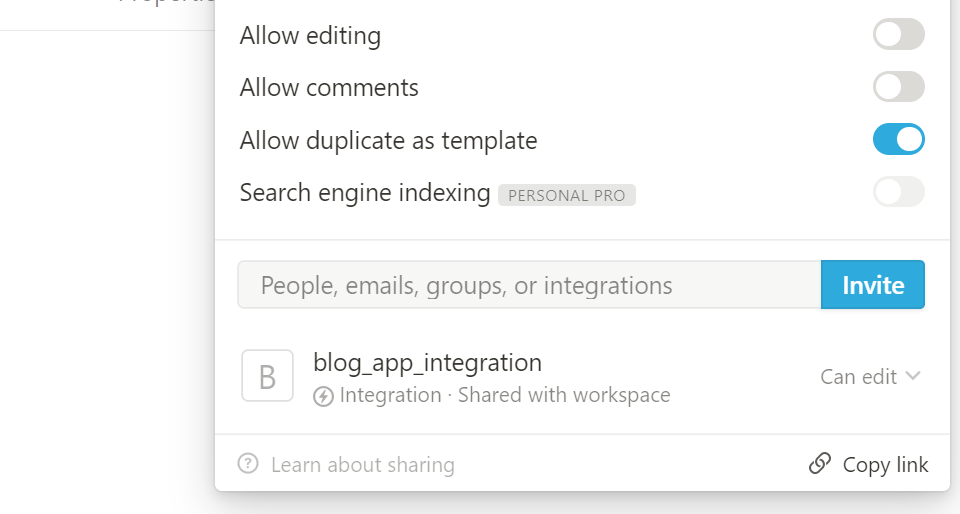 Allow editing
Allow comments
Allow duplicate as template
Search engine indexing PERSONAL PRO
People, emails, groups, or integrations Invite
B blog_app_integration
Integration · Shared with workspace Can edit
Learn about sharing Copy link